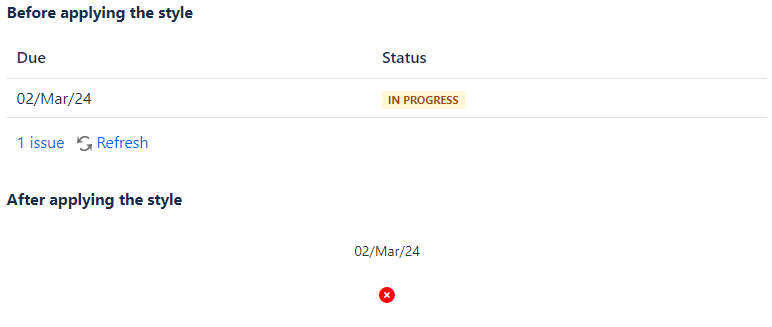 Before applying the style
Due Status
02/Mar/24 IN PROGRESS
1 issue Refresh
After applying the style
02/Mar/24